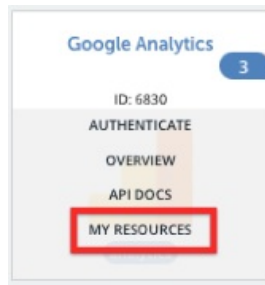 Google Analytics
3
ID: 6830
AUTHENTICATE
OVERVIEW
API DOCS
MY RESOURCES